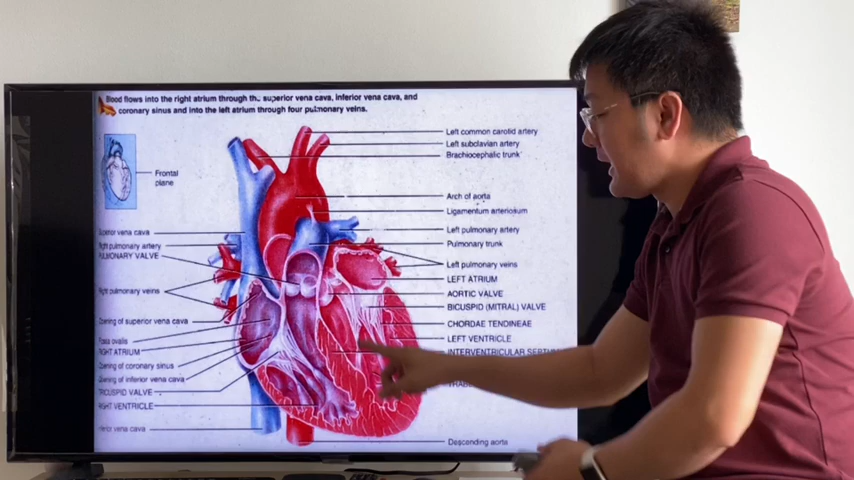 Blood flows into the right atrium through the superior vena cava, inferior vena cava, and
coronary sinus and into the left atrium through four pulmonary veins.
Frontal
plane
Left common carotid artery
Left subclavian artery
Brachiocephalic trunk
Arch of aorta
Ligamentum arteriosum
Left pulmonary artery
Pulmonary trunk
Left pulmonary veins
LEFT ATRIUM
AORTIC VALVE
BICUSPID (MITRAL) VALVE
CHORDAE TENDINEAE
LEFT VENTRICLE
INTERVENTRICULAR SEPTUM
Descending aorta
Superior vena cava
Right pulmonary artery
PULMONARY VALVE
Right pulmonary veins
Opening of superior vena cava
Fossa ovalis
RIGHT ATRIUM
Opening of coronary sinus
Opening of inferior vena cava
TRICUSPID VALVE
RIGHT VENTRICLE
Inferior vena cava